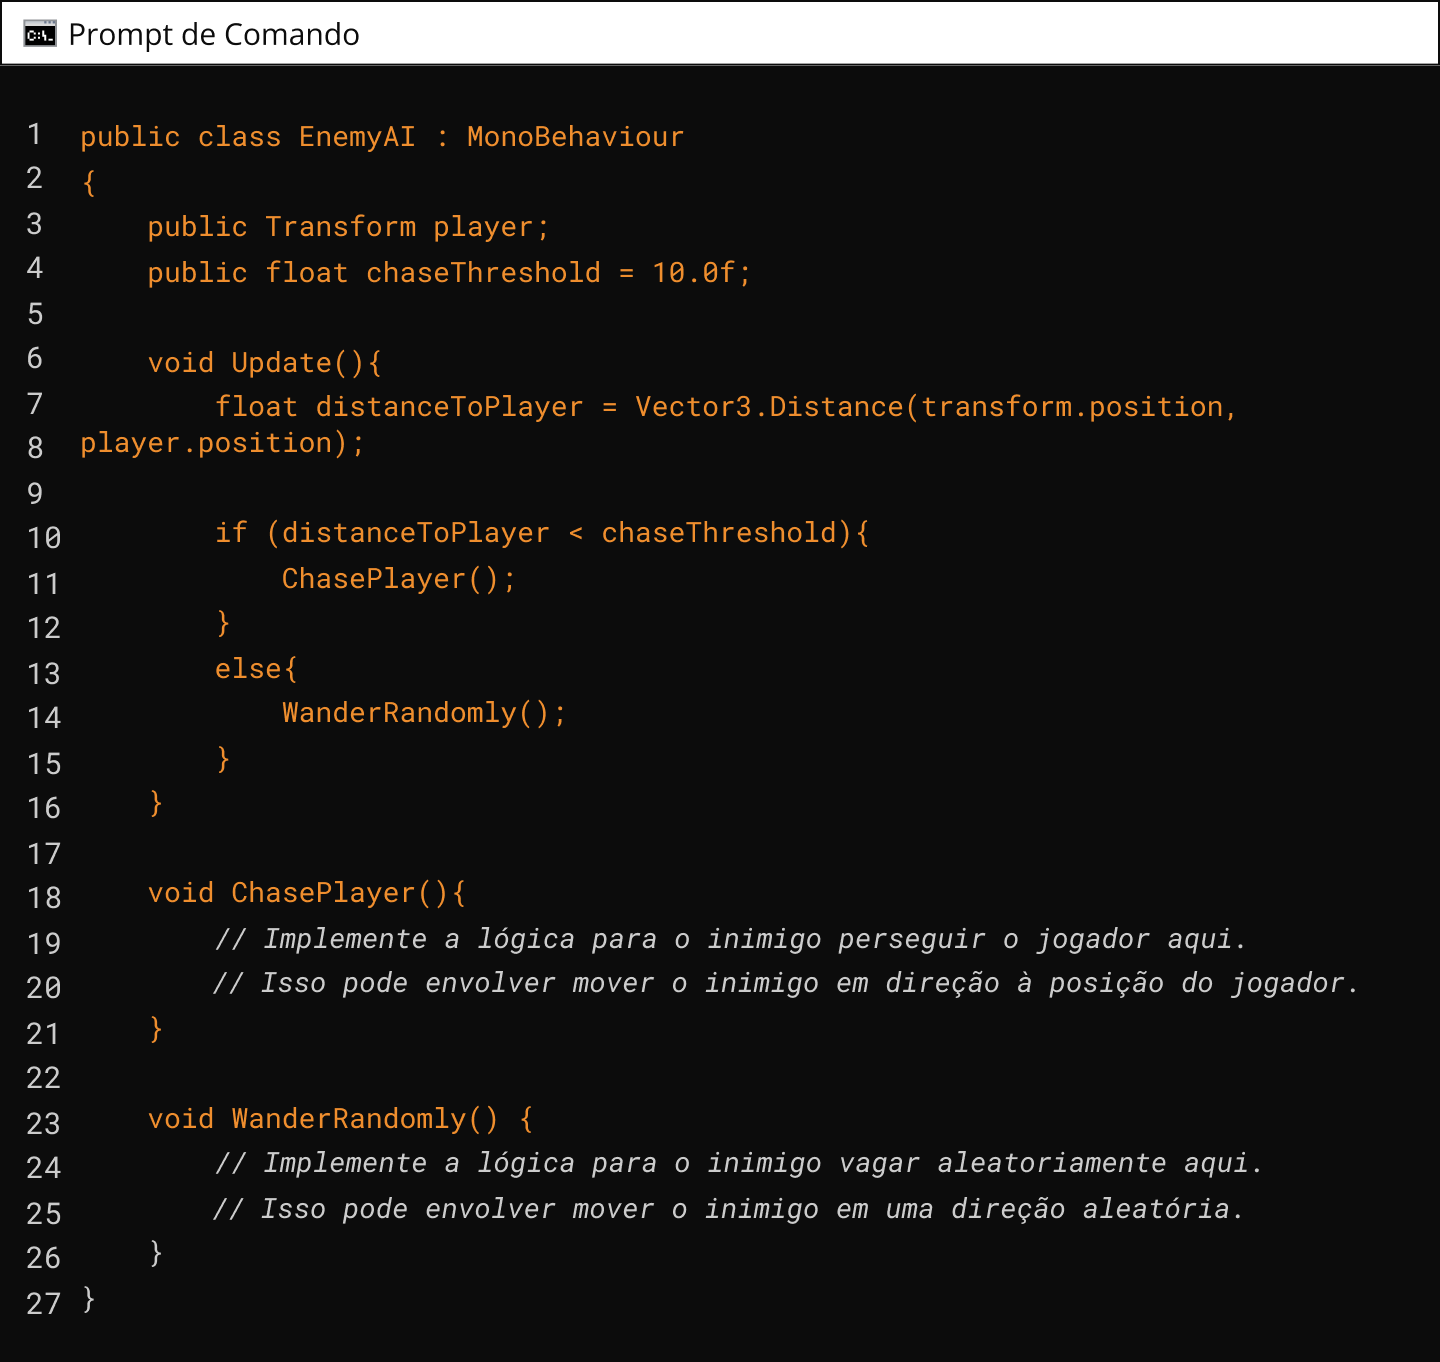 C:\_ Prompt de Comando
1 public class EnemyAI : MonoBehaviour
2 {
3     public Transform player;
4     public float chaseThreshold = 10.0f;
5
6     void Update(){
7         float distanceToPlayer = Vector3.Distance(transform.position,
8 player.position);
9
10         if (distanceToPlayer < chaseThreshold){
11             ChasePlayer();
12         }
13         else{
14             WanderRandomly();
15         }
16     }
17
18     void ChasePlayer(){
19         // Implemente a lógica para o inimigo perseguir o jogador aqui.
20         // Isso pode envolver mover o inimigo em direção à posição do jogador.
21     }
22
23     void WanderRandomly() {
24         // Implemente a lógica para o inimigo vagar aleatoriamente aqui.
25         // Isso pode envolver mover o inimigo em uma direção aleatória.
26     }
27 }